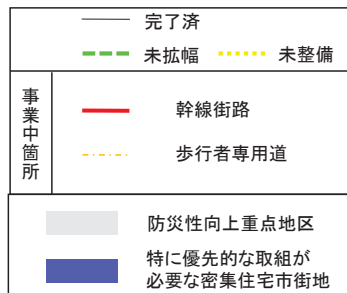 完了済
未拡幅 未整備
事業中箇所
幹線街路
歩行者専用道
防災性向上重点地区
特に優先的な取組が
必要な密集住宅市街地